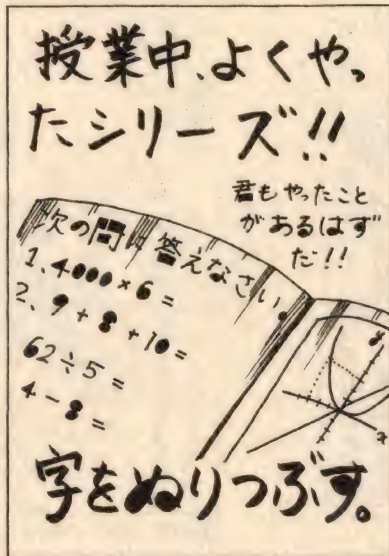 授業中、よくやっ
たシリーズ!!
君もやったこと
があるはず
だ!!
次の問に答えなさい。
1、4000×6=
2、9+8+10=
62÷5=
4-8=
y
x
字をぬりつぶす。